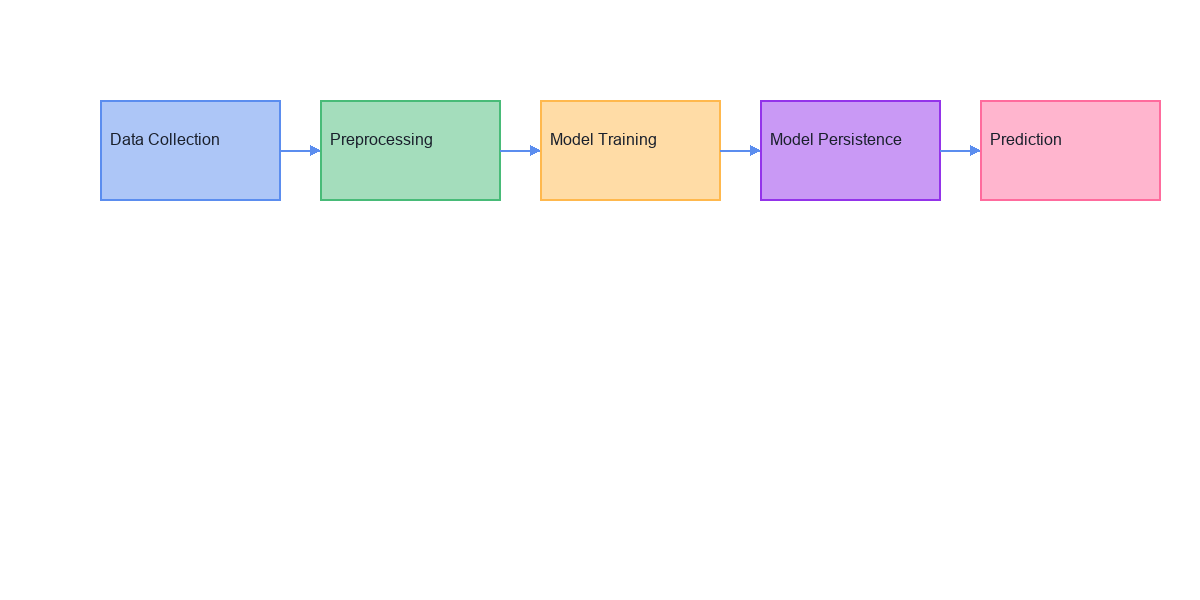 Data Collection
Preprocessing
Model Training
Model Persistence
Prediction